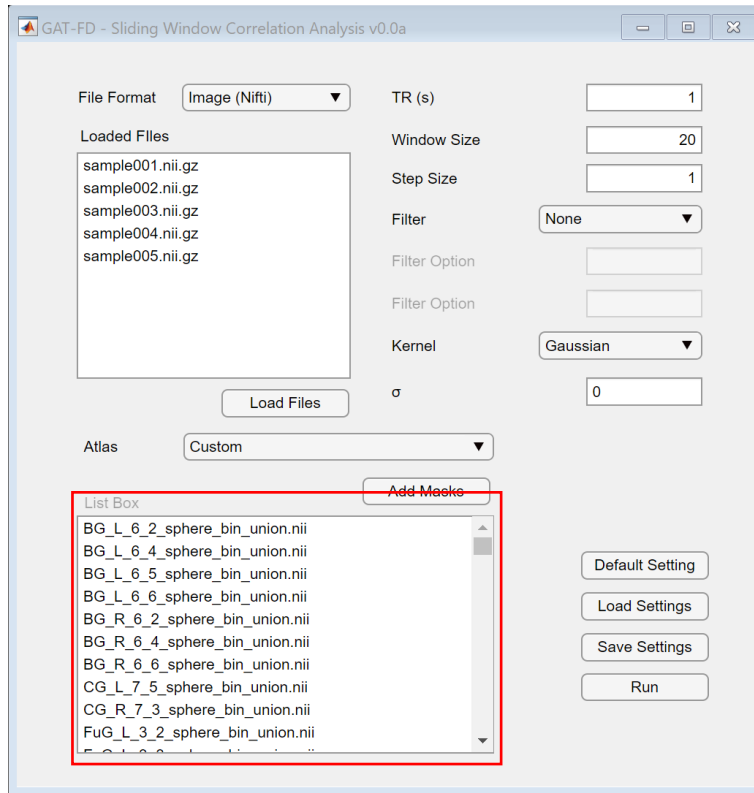 GAT-FD - Sliding Window Correlation Analysis v0.0a
File Format
Image (Nifti)
Loaded FIles
sample001.nii.gz
sample002.nii.gz
sample003.nii.gz
sample004.nii.gz
sample005.nii.gz
Load Files
TR (s)
1
Window Size
20
Step Size
1
Filter
None
Filter Option
Filter Option
Kernel
Gaussian
σ
0
Atlas
Custom
Add Masks
List Box
BG_L_6_2_sphere_bin_union.nii
BG_L_6_4_sphere_bin_union.nii
BG_L_6_5_sphere_bin_union.nii
BG_L_6_6_sphere_bin_union.nii
BG_R_6_2_sphere_bin_union.nii
BG_R_6_4_sphere_bin_union.nii
BG_R_6_6_sphere_bin_union.nii
CG_L_7_5_sphere_bin_union.nii
CG_R_7_3_sphere_bin_union.nii
FuG_L_3_2_sphere_bin_union.nii
Default Setting
Load Settings
Save Settings
Run